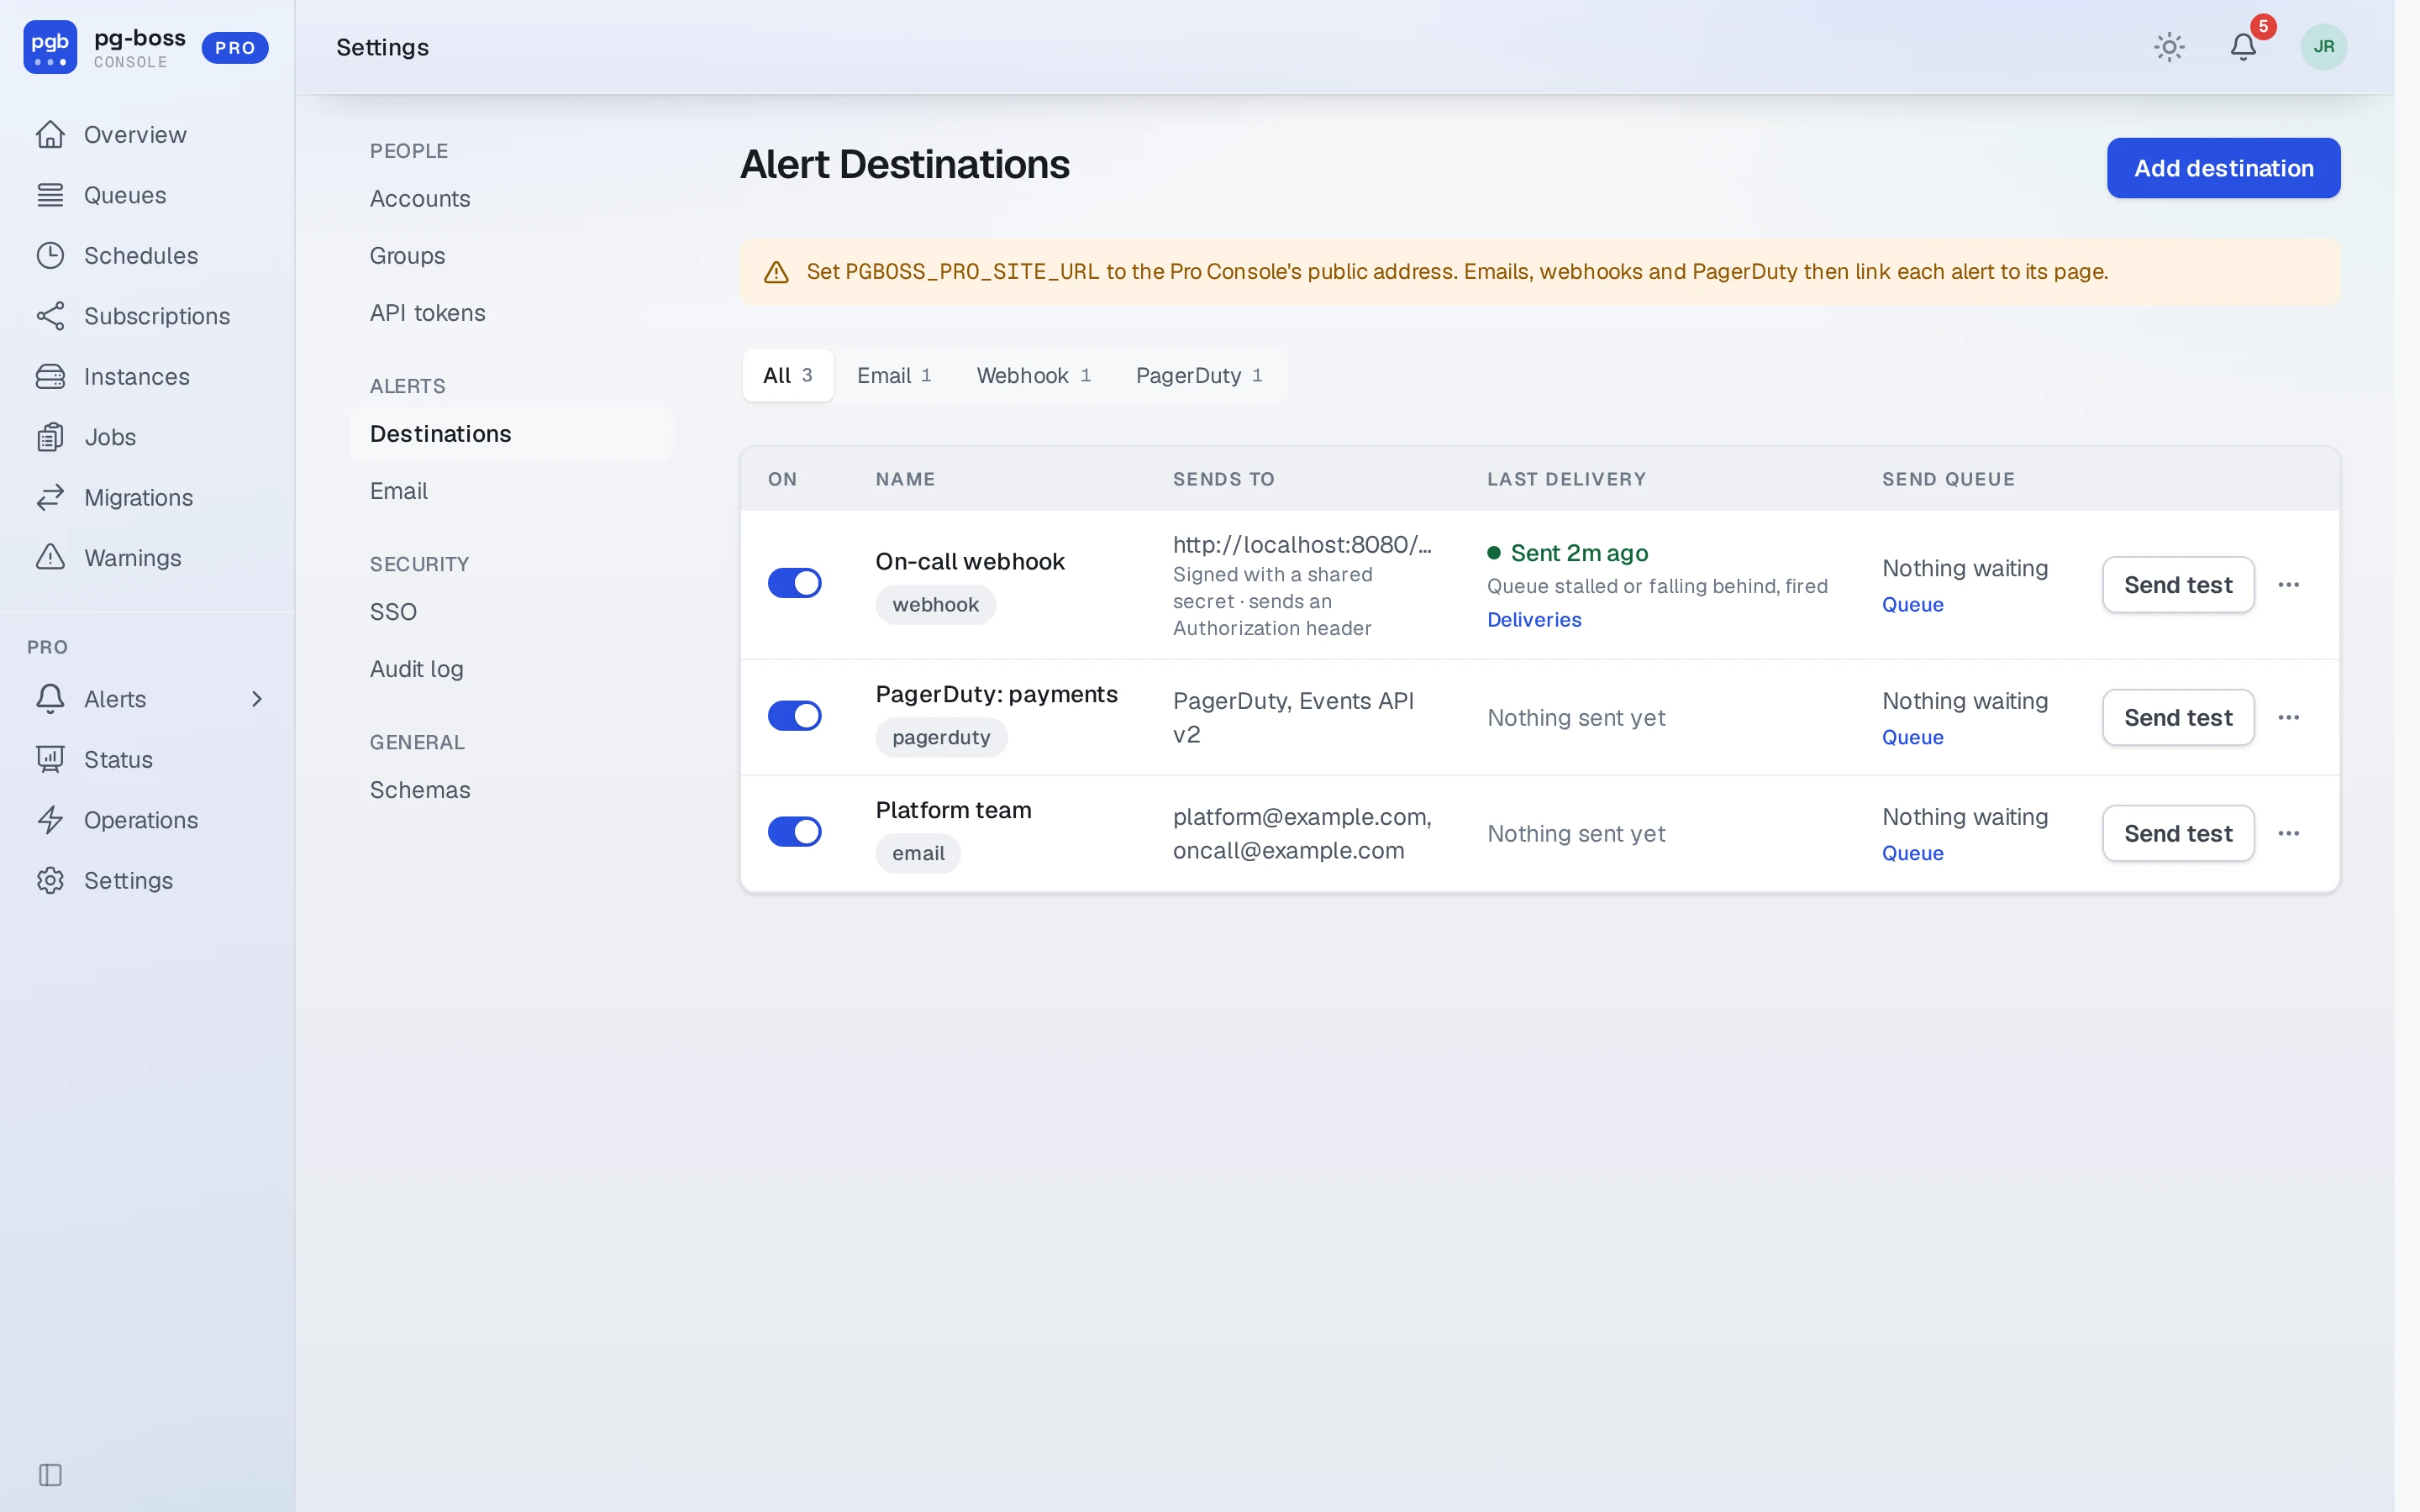 pgb
pg-boss
CONSOLE
PRO
Settings
5
JR
Overview
Queues
Schedules
Subscriptions
Instances
Jobs
Migrations
Warnings
PRO
Alerts
Status
Operations
Settings
PEOPLE
Accounts
Groups
API tokens
ALERTS
Destinations
Email
SECURITY
SSO
Audit log
GENERAL
Schemas
Alert Destinations
Add destination
Set PGBOSS_PRO_SITE_URL to the Pro Console's public address. Emails, webhooks and PagerDuty then link each alert to its page.
All 3
Email 1
Webhook 1
PagerDuty 1
ON NAME SENDS TO LAST DELIVERY SEND QUEUE
On-call webhook
webhook
http://localhost:8080/...
Signed with a shared
secret · sends an
Authorization header
Sent 2m ago
Queue stalled or falling behind, fired
Deliveries
Nothing waiting
Queue
Send test
PagerDuty: payments
pagerduty
PagerDuty, Events API
v2
Nothing sent yet
Nothing waiting
Queue
Send test
Platform team
email
platform@example.com,
oncall@example.com
Nothing sent yet
Nothing waiting
Queue
Send test